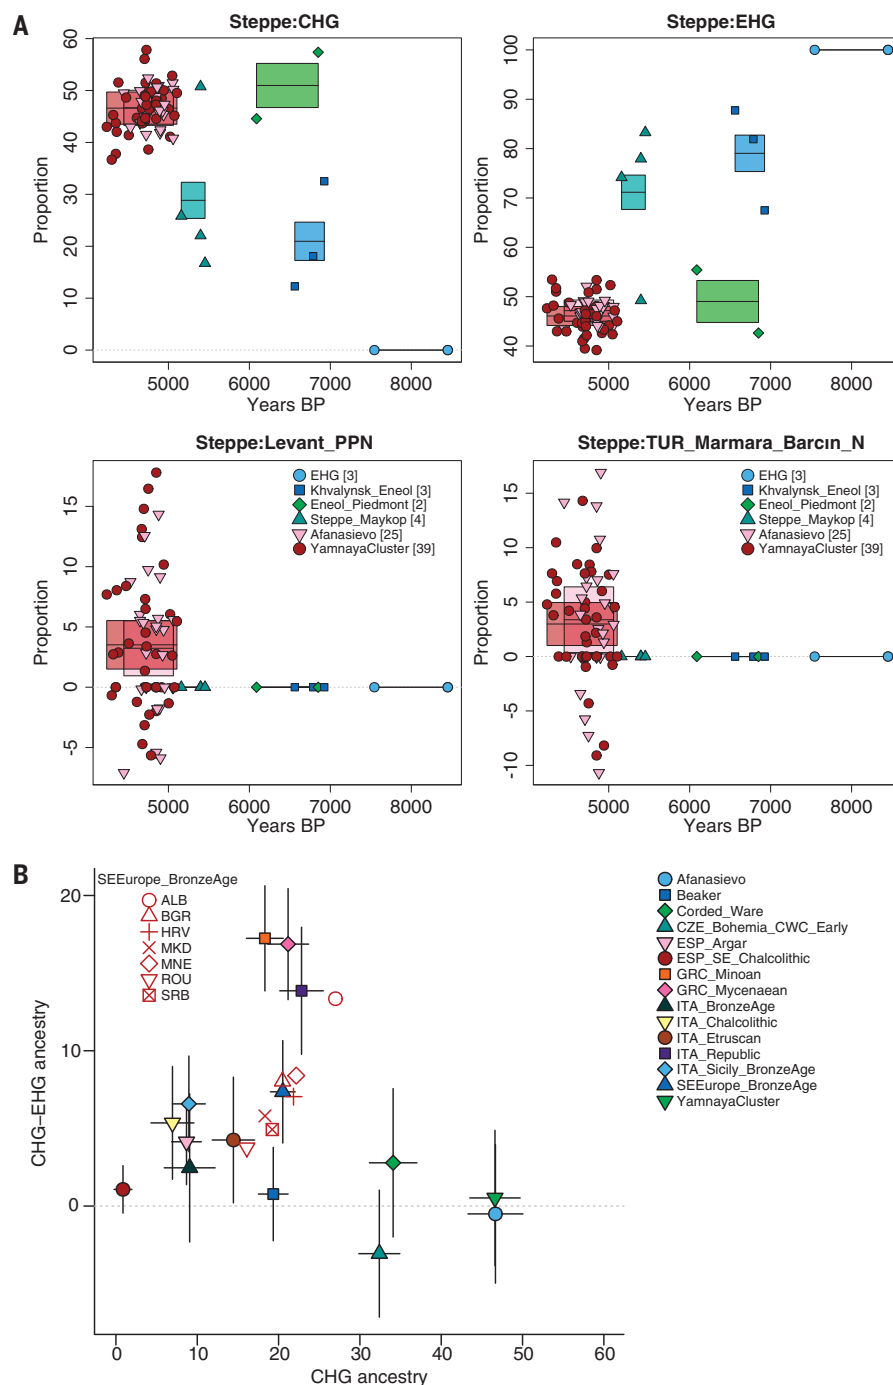 A
Steppe:CHG
60
50
40
30
20
10
0
Proportion
5000 6000 7000 8000
Years BP
Steppe:EHG
100
90
80
70
60
50
40
Proportion
5000 6000 7000 8000
Years BP
Steppe:Levant_PPN
EHG [3]
Khvalynsk_Eneol [3]
Eneol_Piedmont [2]
Steppe_Maykop [4]
Afanasievo [25]
YamnayaCluster [39]
15
10
5
0
-5
Proportion
5000 6000 7000 8000
Years BP
Steppe:TUR_Marmara_Barcın_N
EHG [3]
Khvalynsk_Eneol [3]
Eneol_Piedmont [2]
Steppe_Maykop [4]
Afanasievo [25]
YamnayaCluster [39]
15
10
5
0
-5
-10
Proportion
5000 6000 7000 8000
Years BP
B
SEEurope_BronzeAge
ALB
BGR
HRV
MKD
MNE
ROU
SRB
20
10
0
CHG–EHG ancestry
0 10 20 30 40 50 60
CHG ancestry
Afanasievo
Beaker
Corded_Ware
CZE_Bohemia_CWC_Early
ESP_Argar
ESP_SE_Chalcolithic
GRC_Minoan
GRC_Mycenaean
ITA_BronzeAge
ITA_Chalcolithic
ITA_Etruscan
ITA_Republic
ITA_Sicily_BronzeAge
SEEurope_BronzeAge
YamnayaCluster